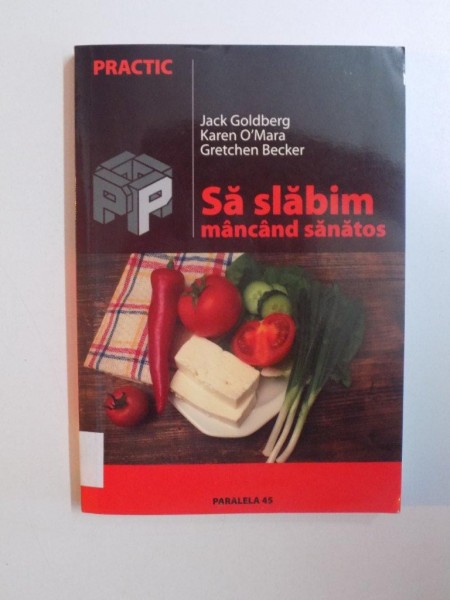 PRACTIC
Jack Goldberg
Karen O'Mara
Gretchen Becker
P P P
Să slăbim
mâncând sănătos
PARALELA 45